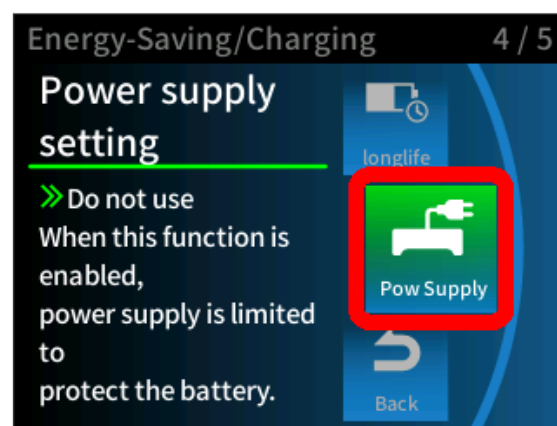 Energy-Saving/Charging 4 / 5
Power supply
setting
Do not use
When this function is
enabled,
power supply is limited
to
protect the battery.
longlife
Pow Supply
Back